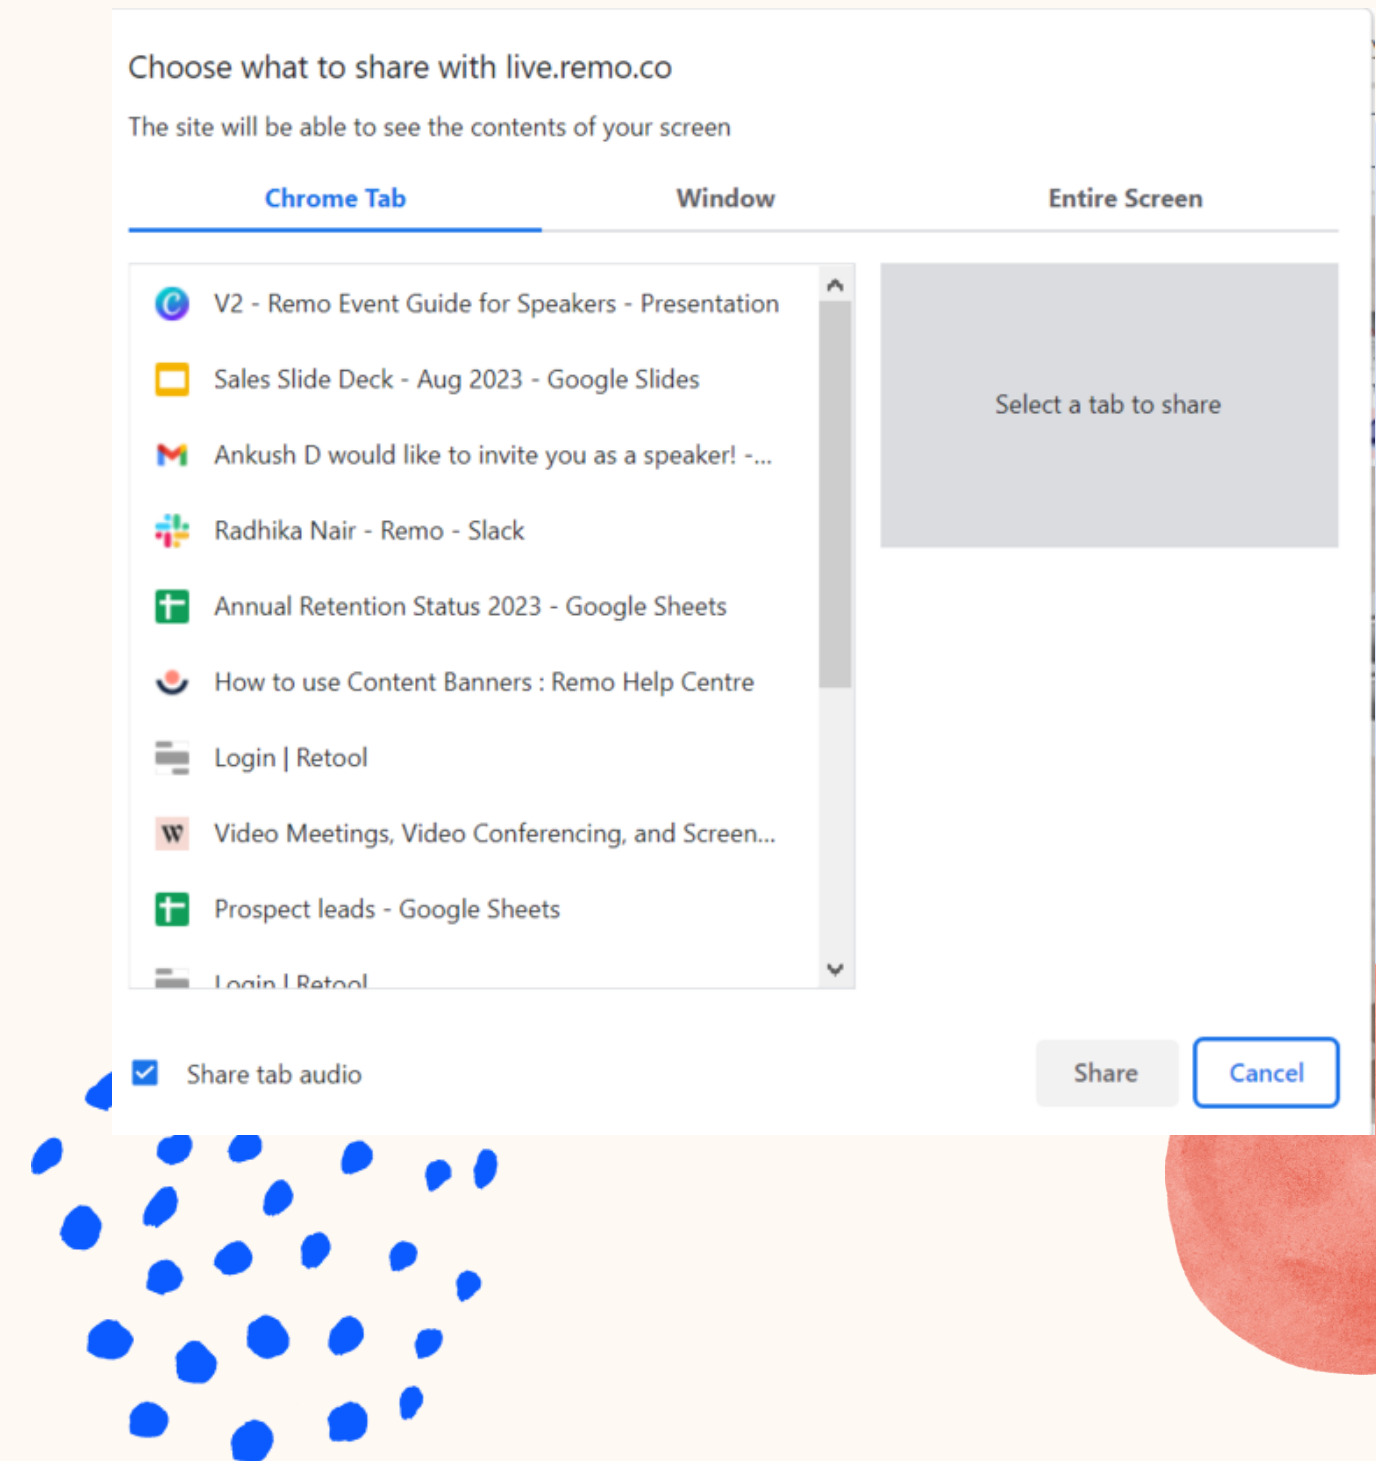 Choose what to share with live.remo.co
The site will be able to see the contents of your screen
Chrome Tab Window Entire Screen
V2 - Remo Event Guide for Speakers - Presentation
Sales Slide Deck - Aug 2023 - Google Slides
Ankush D would like to invite you as a speaker! -...
Radhika Nair - Remo - Slack
Annual Retention Status 2023 - Google Sheets
How to use Content Banners : Remo Help Centre
Login | Retool
W Video Meetings, Video Conferencing, and Screen...
Prospect leads - Google Sheets
Login | Retool
Select a tab to share
Share tab audio
Share Cancel